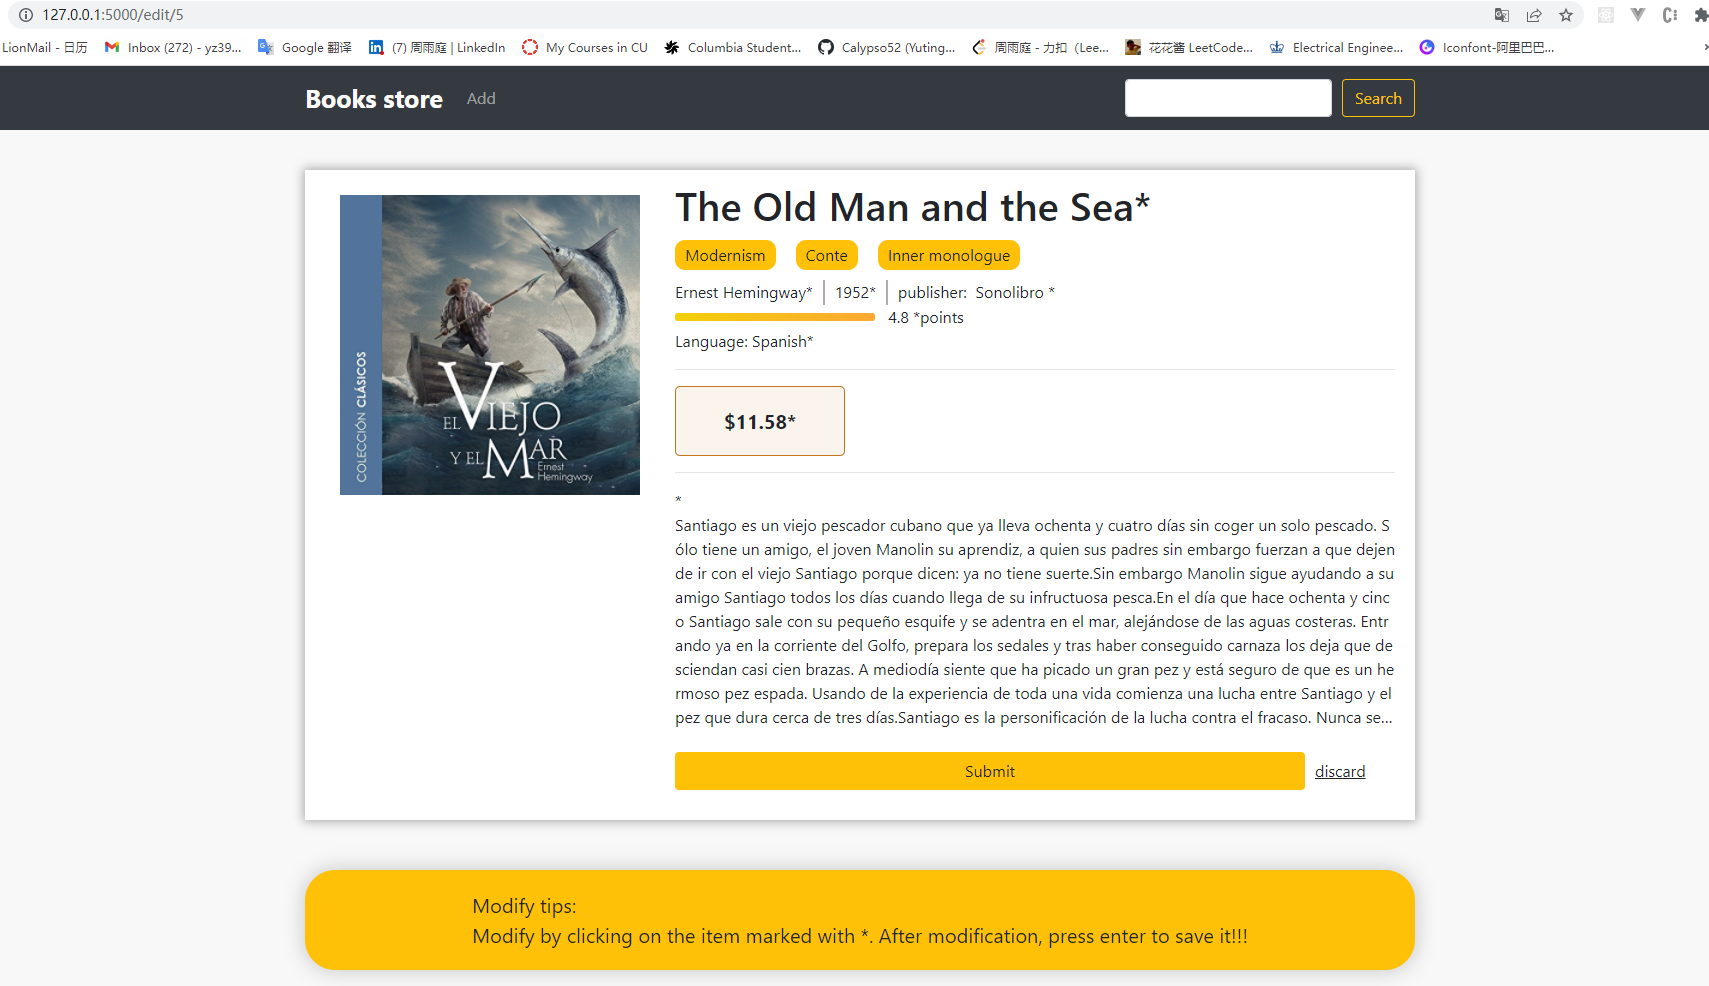 127.0.0.1:5000/edit/5
LionMail - 日历 Inbox (272) - yz39... Google 翻译 (7) 周雨庭 | LinkedIn My Courses in CU Columbia Student... Calypso52 (Yuting... 周雨庭 - 力扣 (Lee... 花花酱 LeetCode... Electrical Enginee... Iconfont-阿里巴巴...
Books store Add Search
The Old Man and the Sea*
Modernism Conte Inner monologue
Ernest Hemingway* 1952* publisher: Sonolibro *
4.8 *points
Language: Spanish*
$11.58*
*
Santiago es un viejo pescador cubano que ya lleva ochenta y cuatro días sin coger un solo pescado. S
ólo tiene un amigo, el joven Manolin su aprendiz, a quien sus padres sin embargo fuerzan a que dejen
de ir con el viejo Santiago porque dicen: ya no tiene suerte.Sin embargo Manolin sigue ayudando a su
amigo Santiago todos los días cuando llega de su infructuosa pesca.En el día que hace ochenta y cinc
o Santiago sale con su pequeño esquife y se adentra en el mar, alejándose de las aguas costeras. Entr
ando ya en la corriente del Golfo, prepara los sedales y tras haber conseguido carnaza los deja que de
sciendan casi cien brazas. A mediodía siente que ha picado un gran pez y está seguro de que es un he
rmoso pez espada. Usando de la experiencia de toda una vida comienza una lucha entre Santiago y el
pez que dura cerca de tres días.Santiago es la personificación de la lucha contra el fracaso. Nunca se...
Submit discard
COLECCIÓN CLÁSICOS
EL VIEJO
Y EL MAR
Ernest
Hemingway
Modify tips:
Modify by clicking on the item marked with *. After modification, press enter to save it!!!